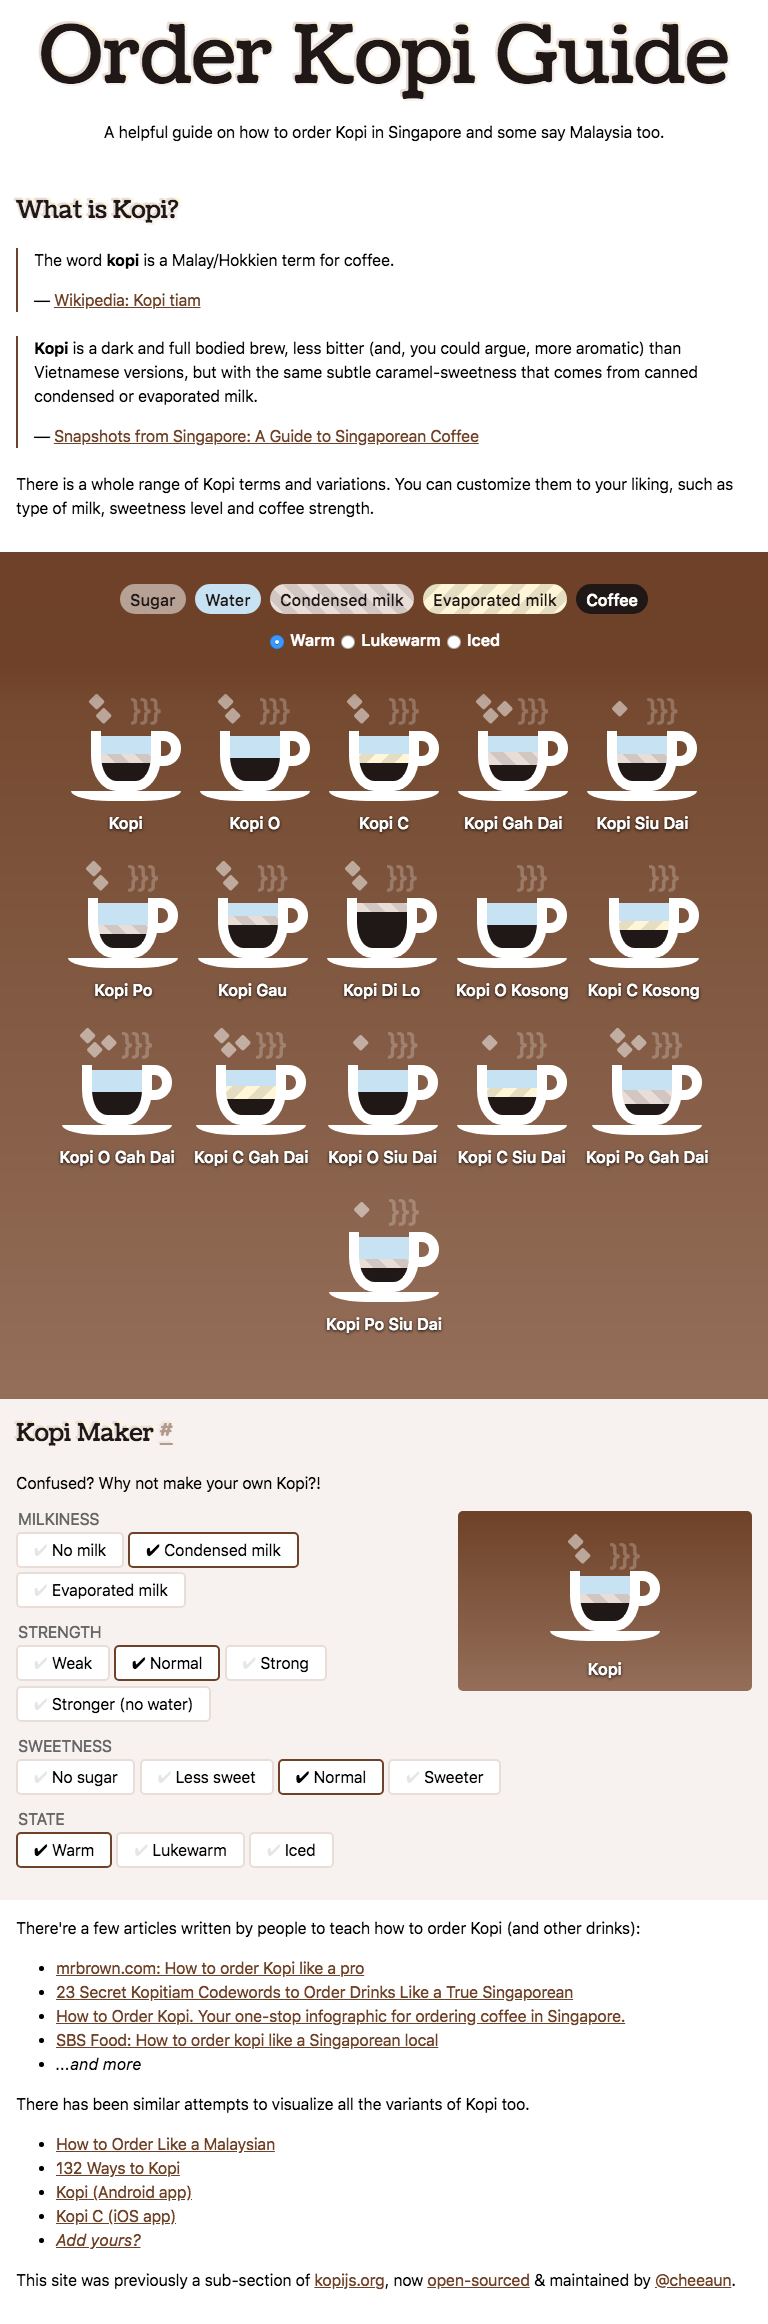 Order Kopi Guide
A helpful guide on how to order Kopi in Singapore and some say Malaysia too.
What is Kopi?
The word kopi is a Malay/Hokkien term for coffee.
— Wikipedia: Kopi tiam
Kopi is a dark and full bodied brew, less bitter (and, you could argue, more aromatic) than
Vietnamese versions, but with the same subtle caramel-sweetness that comes from canned
condensed or evaporated milk.
— Snapshots from Singapore: A Guide to Singaporean Coffee
There is a whole range of Kopi terms and variations. You can customize them to your liking, such as
type of milk, sweetness level and coffee strength.
Sugar Water Condensed milk Evaporated milk Coffee
Warm Lukewarm Iced
Kopi Kopi O Kopi C Kopi Gah Dai Kopi Siu Dai
Kopi Po Kopi Gau Kopi Di Lo Kopi O Kosong Kopi C Kosong
Kopi O Gah Dai Kopi C Gah Dai Kopi O Siu Dai Kopi C Siu Dai Kopi Po Gah Dai
Kopi Po Siu Dai
Kopi Maker #
Confused? Why not make your own Kopi?!
MILKINESS
✔ No milk ✔ Condensed milk
✔ Evaporated milk
STRENGTH
✔ Weak ✔ Normal ✔ Strong
✔ Stronger (no water)
Kopi
SWEETNESS
✔ No sugar ✔ Less sweet ✔ Normal ✔ Sweeter
STATE
✔ Warm ✔ Lukewarm ✔ Iced
There're a few articles written by people to teach how to order Kopi (and other drinks):
• mrbrown.com: How to order Kopi like a pro
• 23 Secret Kopitiam Codewords to Order Drinks Like a True Singaporean
• How to Order Kopi. Your one-stop infographic for ordering coffee in Singapore.
• SBS Food: How to order kopi like a Singaporean local
• ...and more
There has been similar attempts to visualize all the variants of Kopi too.
• How to Order Like a Malaysian
• 132 Ways to Kopi
• Kopi (Android app)
• Kopi C (iOS app)
• Add yours?
This site was previously a sub-section of kopijs.org, now open-sourced & maintained by @cheeaun.